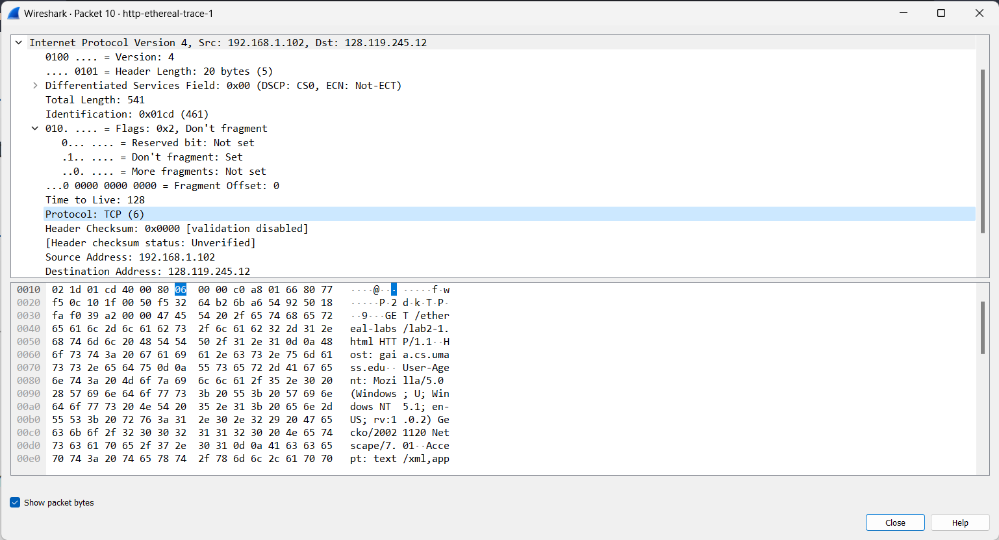 Wireshark · Packet 10 · http-ethereal-trace-1
Internet Protocol Version 4, Src: 192.168.1.102, Dst: 128.119.245.12
0100 .... = Version: 4
.... 0101 = Header Length: 20 bytes (5)
Differentiated Services Field: 0x00 (DSCP: CS0, ECN: Not-ECT)
Total Length: 541
Identification: 0x01cd (461)
010. .... = Flags: 0x2, Don't fragment
0... .... = Reserved bit: Not set
.1.. .... = Don't fragment: Set
..0. .... = More fragments: Not set
...0 0000 0000 0000 = Fragment Offset: 0
Time to Live: 128
Protocol: TCP (6)
Header Checksum: 0x0000 [validation disabled]
[Header checksum status: Unverified]
Source Address: 192.168.1.102
Destination Address: 128.119.245.12
0010 02 1d 01 cd 40 00 80 06 00 00 c0 a8 01 66 80 77 ····@··· ·····f·w
0020 f5 0c 10 1f 00 50 f5 32 64 b2 6b a6 54 92 50 18 ·····P·2 d·k·T·P·
0030 fa f0 39 a2 00 00 47 45 54 20 2f 65 74 68 65 72 ··9···GE T /ether
0040 65 61 6c 2d 6c 61 62 73 2f 6c 61 62 32 2d 31 2e eal-labs /lab2-1.
0050 68 74 6d 6c 20 48 54 54 50 2f 31 2e 31 0d 0a 48 html HTT P/1.1··H
0060 6f 73 74 3a 20 67 61 69 61 2e 63 73 2e 75 6d 61 ost: gai a.cs.uma
0070 73 73 2e 65 64 75 0d 0a 55 73 65 72 2d 41 67 65 ss.edu·· User-Age
0080 6e 74 3a 20 4d 6f 7a 69 6c 6c 61 2f 35 2e 30 20 nt: Mozi lla/5.0
0090 28 57 69 6e 64 6f 77 73 3b 20 55 3b 20 57 69 6e (Windows ; U; Win
00a0 64 6f 77 73 20 4e 54 20 35 2e 31 3b 20 65 6e 2d dows NT 5.1; en-
00b0 55 53 3b 20 72 76 3a 31 2e 30 2e 32 29 20 47 65 US; rv:1 .0.2) Ge
00c0 63 6b 6f 2f 32 30 30 32 31 31 32 30 20 4e 65 74 cko/2002 1120 Net
00d0 73 63 61 70 65 2f 37 2e 30 31 0d 0a 41 63 63 65 scape/7. 01··Acce
00e0 70 74 3a 20 74 65 78 74 2f 78 6d 6c 2c 61 70 70 pt: text /xml,app
Show packet bytes
Close Help